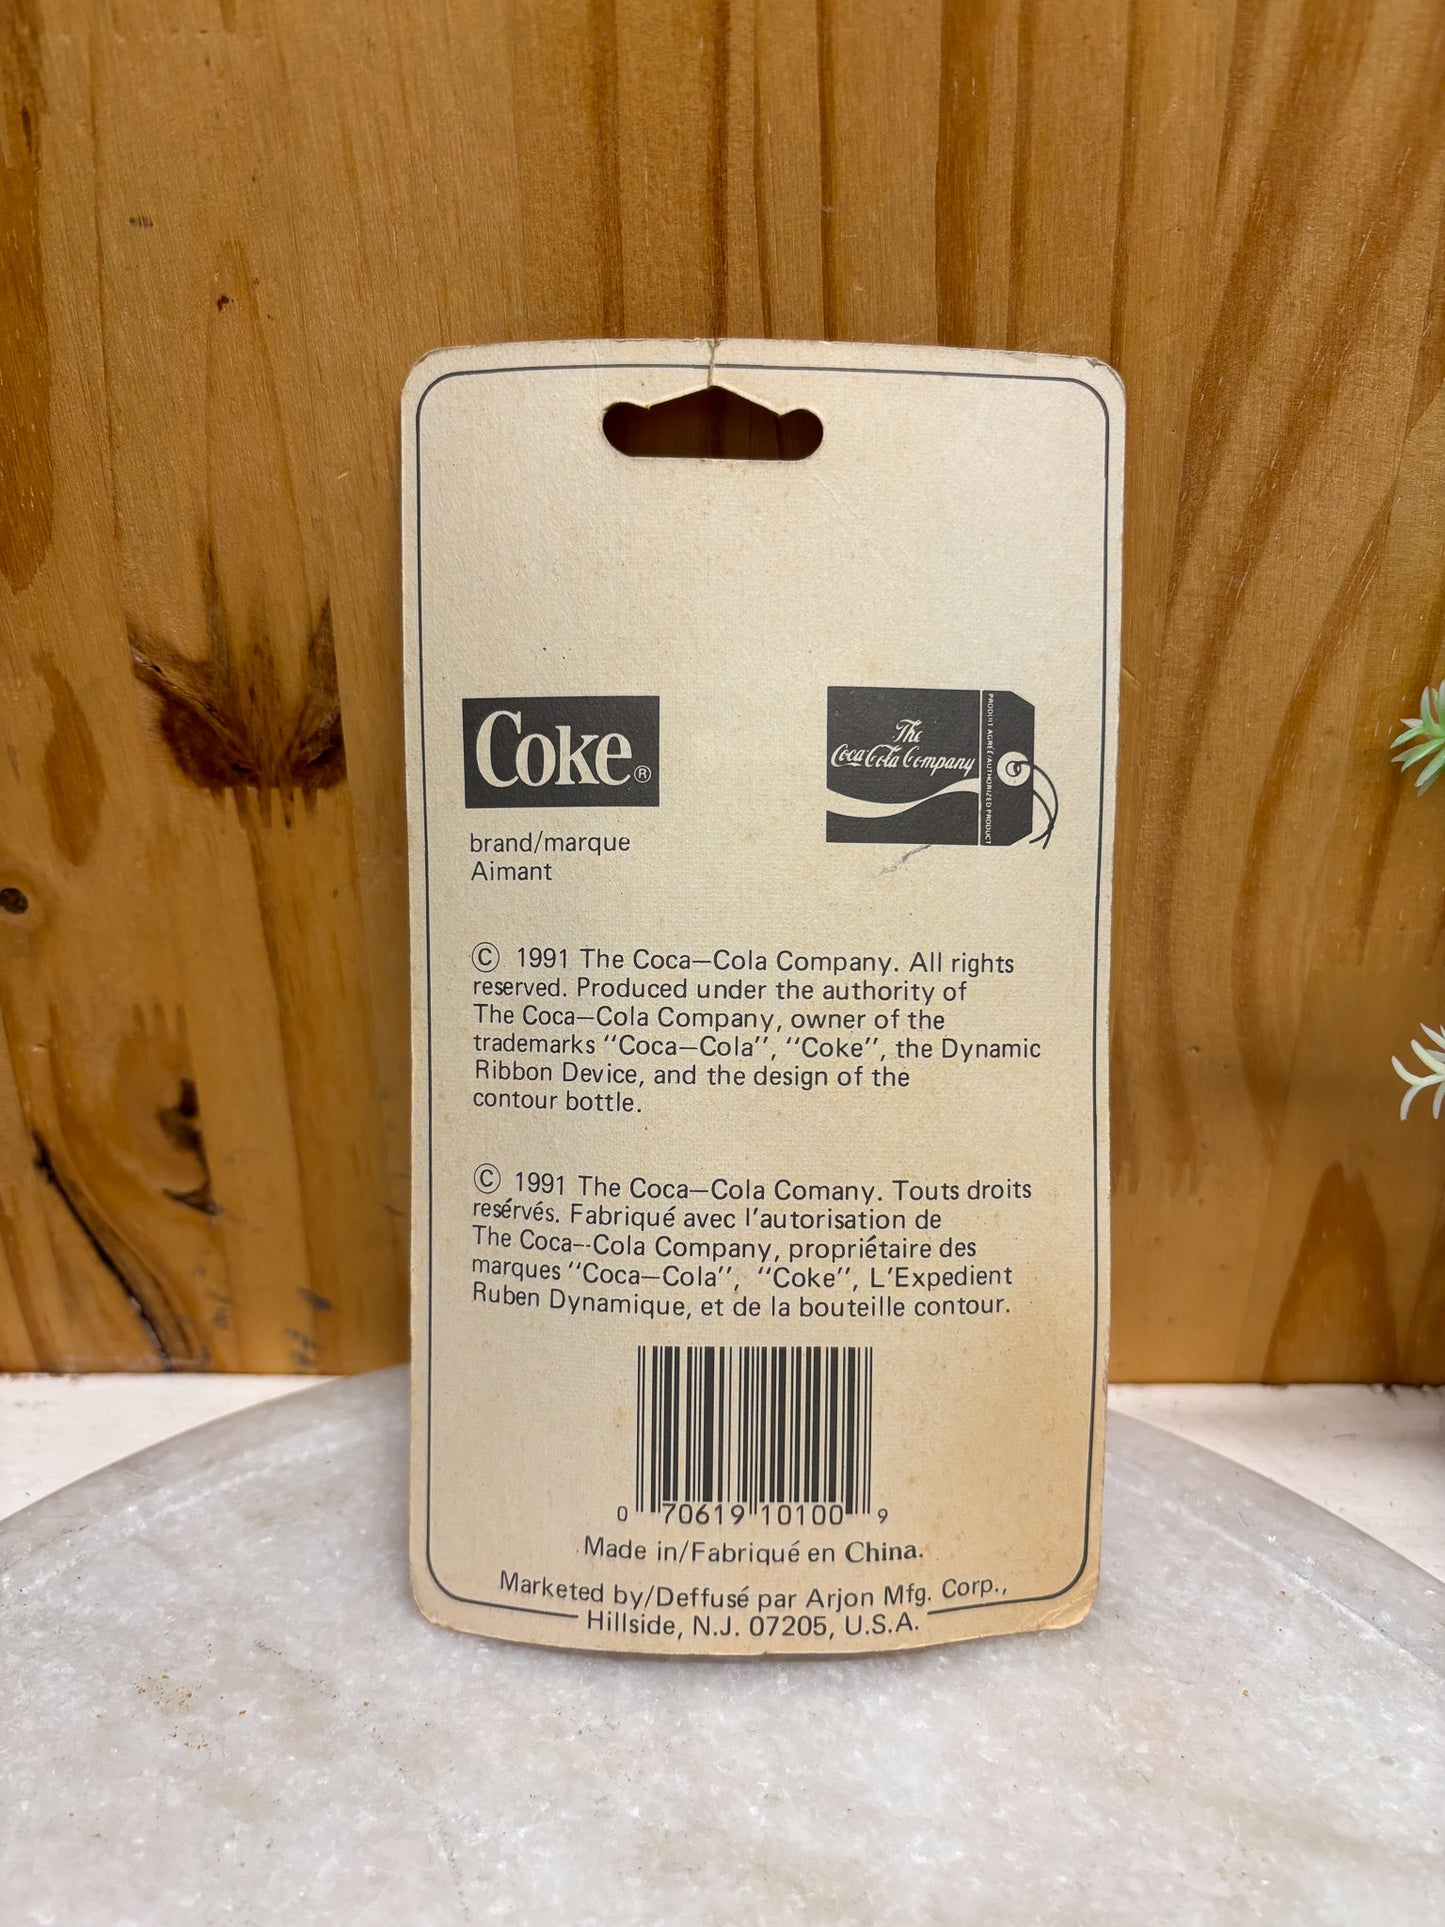 Coke®
brand/marque
Aimant
The
Coca-Cola Company
PRODUIT AGRÉÉ/AUTHORIZED PRODUCT
© 1991 The Coca—Cola Company. All rights
reserved. Produced under the authority of
The Coca—Cola Company, owner of the
trademarks "Coca—Cola", "Coke", the Dynamic
Ribbon Device, and the design of the
contour bottle.
© 1991 The Coca—Cola Comany. Touts droits
resérvés. Fabriqué avec l'autorisation de
The Coca--Cola Company, propriétaire des
marques "Coca—Cola", "Coke", L'Expedient
Ruben Dynamique, et de la bouteille contour.
0 70619 10100 9
Made in/Fabriqué en China.
Marketed by/Deffusé par Arjon Mfg. Corp.,
Hillside, N.J. 07205, U.S.A.